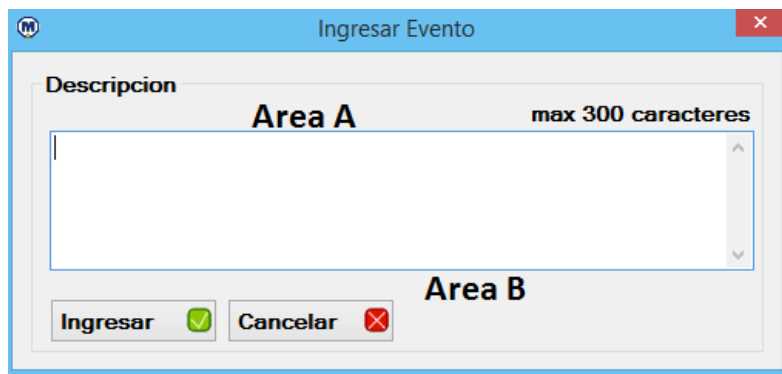 Ingresar Evento
Descripcion
Area A
max 300 caracteres
Area B
Ingresar
Cancelar